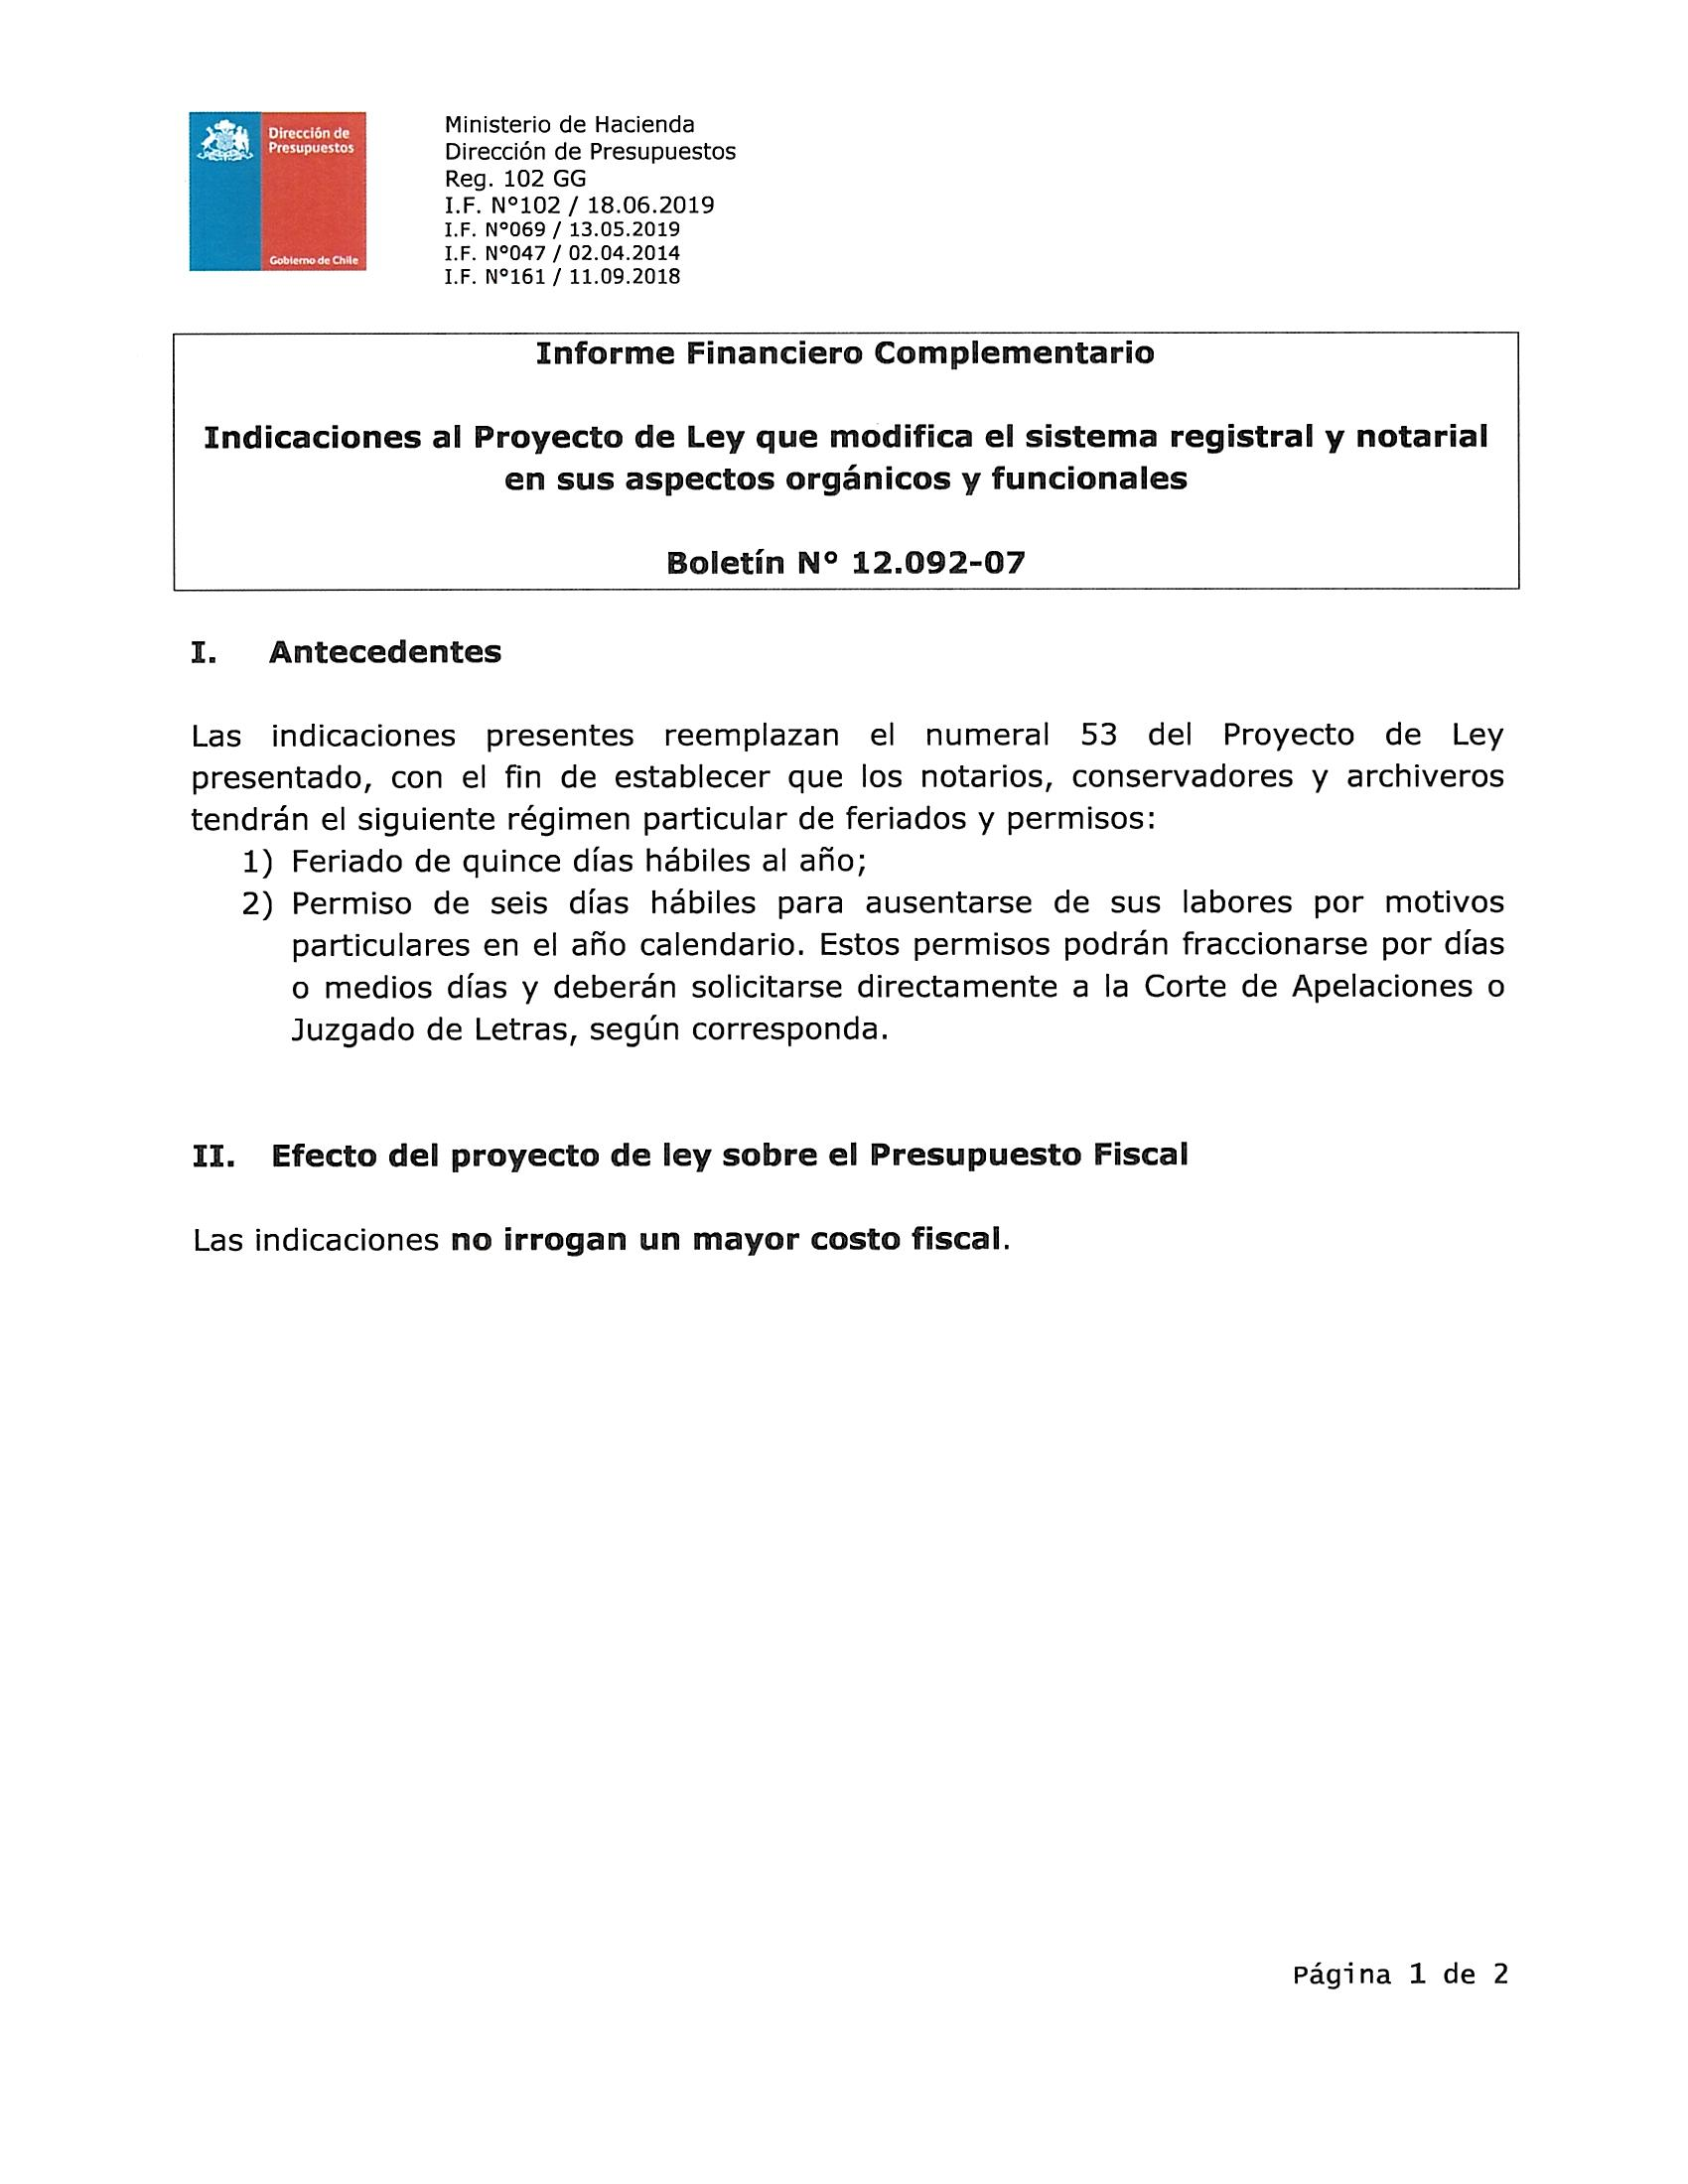 Dirección de
Presupuestos
Gobierno de Chile
Ministerio de Hacienda
Dirección de Presupuestos
Reg. 102 GG
I.F. N°102 / 18.06.2019
I.F. N°069 / 13.05.2019
I.F. N°047 / 02.04.2014
I.F. N°161 / 11.09.2018
Informe Financiero Complementario
Indicaciones al Proyecto de Ley que modifica el sistema registral y notarial
en sus aspectos orgánicos y funcionales
Boletín N° 12.092-07
I. Antecedentes
Las indicaciones presentes reemplazan el numeral 53 del Proyecto de Ley
presentado, con el fin de establecer que los notarios, conservadores y archiveros
tendrán el siguiente régimen particular de feriados y permisos:
1) Feriado de quince días hábiles al año;
2) Permiso de seis días hábiles para ausentarse de sus labores por motivos
particulares en el año calendario. Estos permisos podrán fraccionarse por días
o medios días y deberán solicitarse directamente a la Corte de Apelaciones o
Juzgado de Letras, según corresponda.
II. Efecto del proyecto de ley sobre el Presupuesto Fiscal
Las indicaciones no irrogan un mayor costo fiscal.
Página 1 de 2